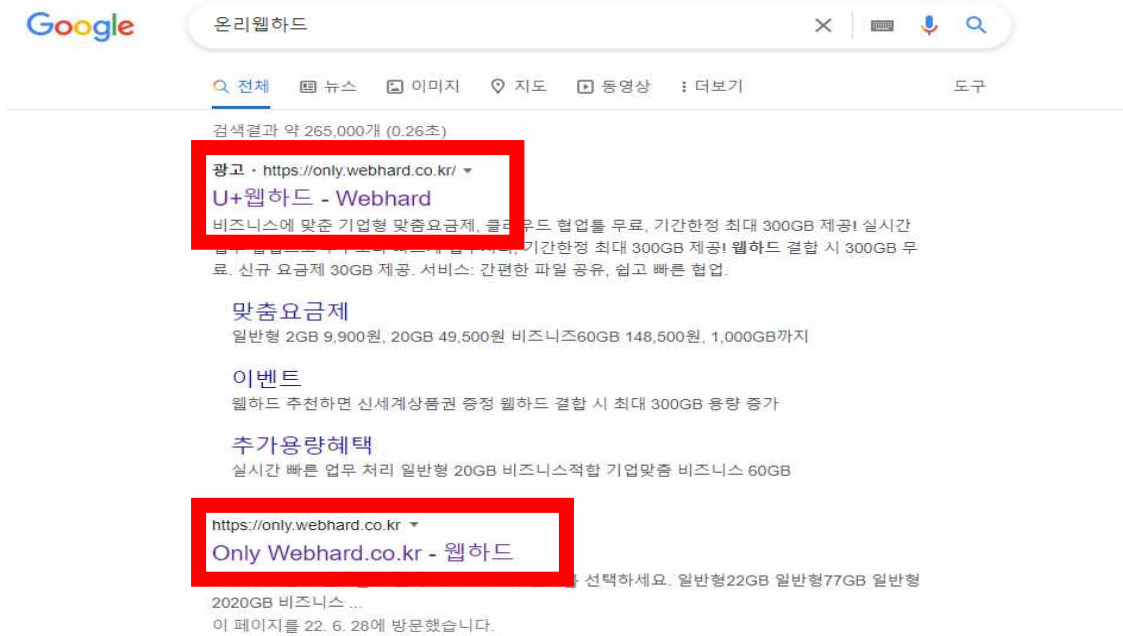 Google
온리웹하드
전체 뉴스 이미지 지도 동영상 더보기 도구
검색결과 약 265,000개 (0.26초)
광고 · https://only.webhard.co.kr/
U+웹하드 - Webhard
비즈니스에 맞춘 기업형 맞춤요금제, 클라우드 협업툴 무료, 기간한정 최대 300GB 제공! 실시간
기간한정 최대 300GB 제공! 웹하드 결합 시 300GB 무
료. 신규 요금제 30GB 제공. 서비스: 간편한 파일 공유, 쉽고 빠른 협업.
맞춤요금제
일반형 2GB 9,900원, 20GB 49,500원 비즈니즈60GB 148,500원, 1,000GB까지
이벤트
웹하드 추천하면 신세계상품권 증정 웹하드 결합 시 최대 300GB 용량 증가
추가용량혜택
실시간 빠른 업무 처리 일반형 20GB 비즈니스적합 기업맞춤 비즈니스 60GB
https://only.webhard.co.kr
Only Webhard.co.kr - 웹하드
선택하세요. 일반형22GB 일반형77GB 일반형
2020GB 비즈니스 ...
이 페이지를 22. 6. 28에 방문했습니다.